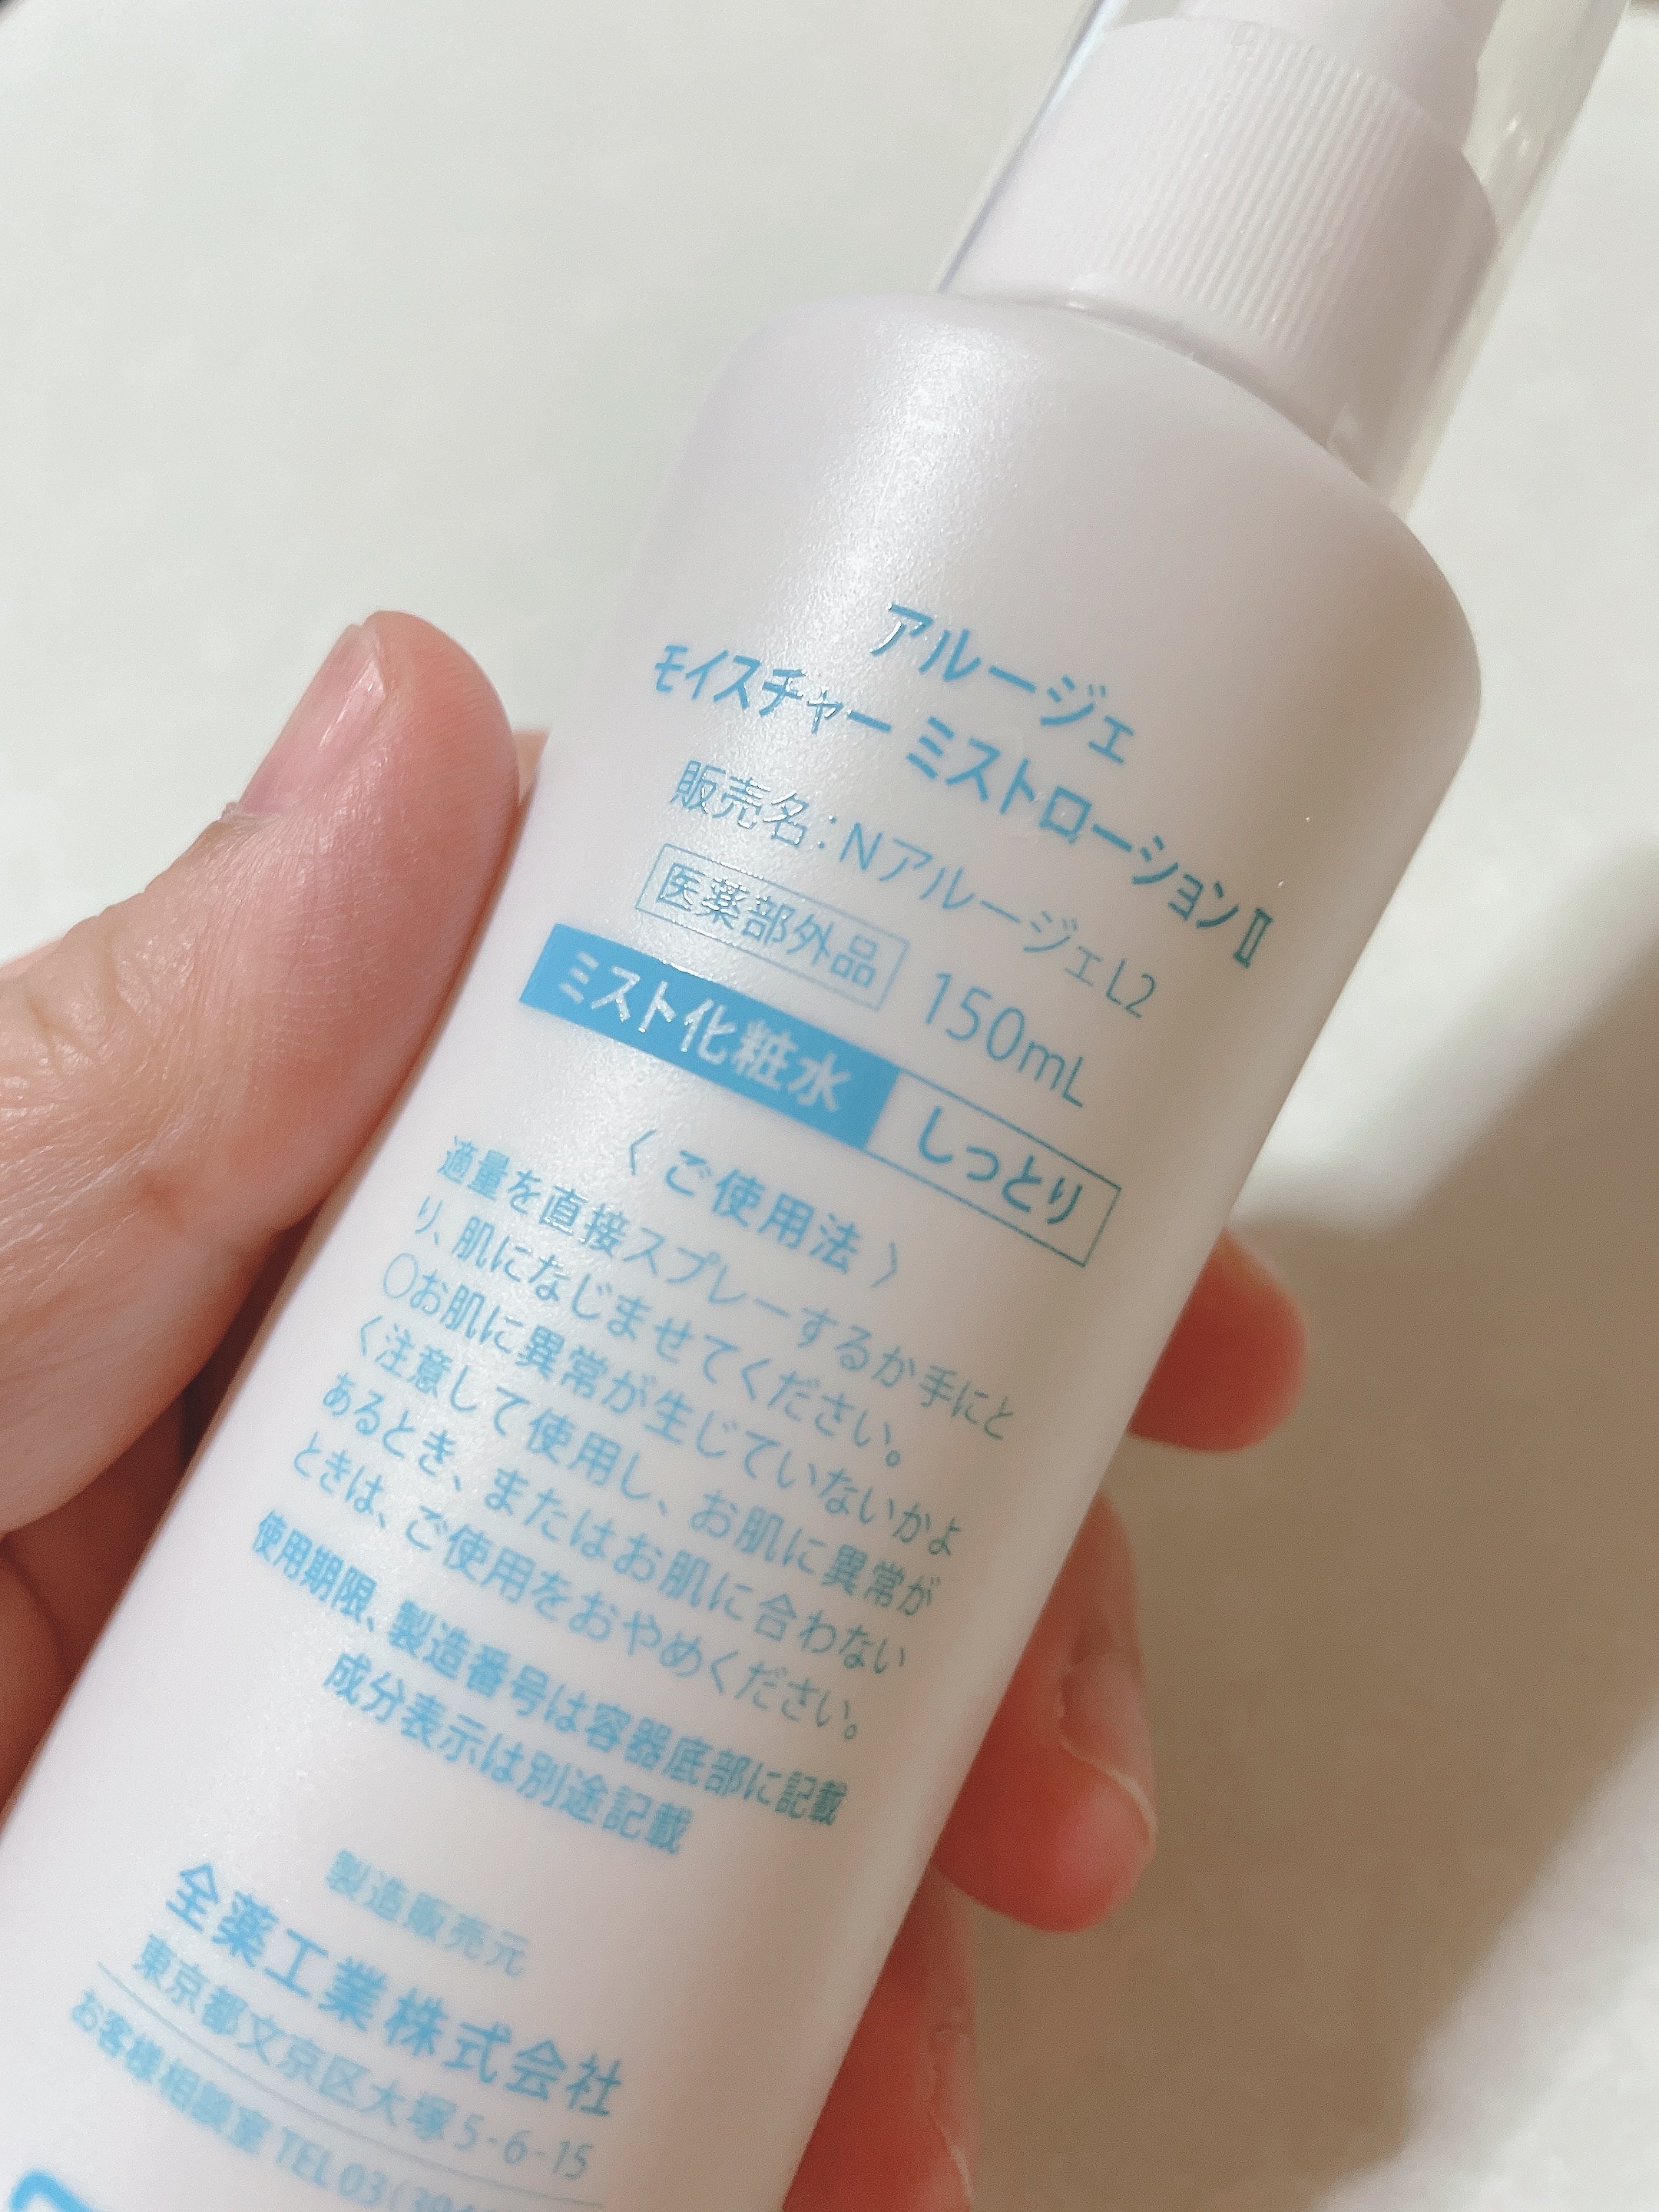 アルージェ
モイスチャー ミストローションⅡ
販売名：NアルージェL2
医薬部外品 150mL
ミスト化粧水 しっとり
〈ご使用法〉
適量を直接スプレーするか手にと
り、肌になじませてください。
○お肌に異常が生じていないかよ
く注意して使用し、お肌に異常が
あるとき、またはお肌に合わない
ときは、ご使用をおやめください。
使用期限、製造番号は容器底部に記載
成分表示は別途記載
製造販売元
全薬工業株式会社
東京都文京区大塚5-6-15
お客様相談室 TEL03(